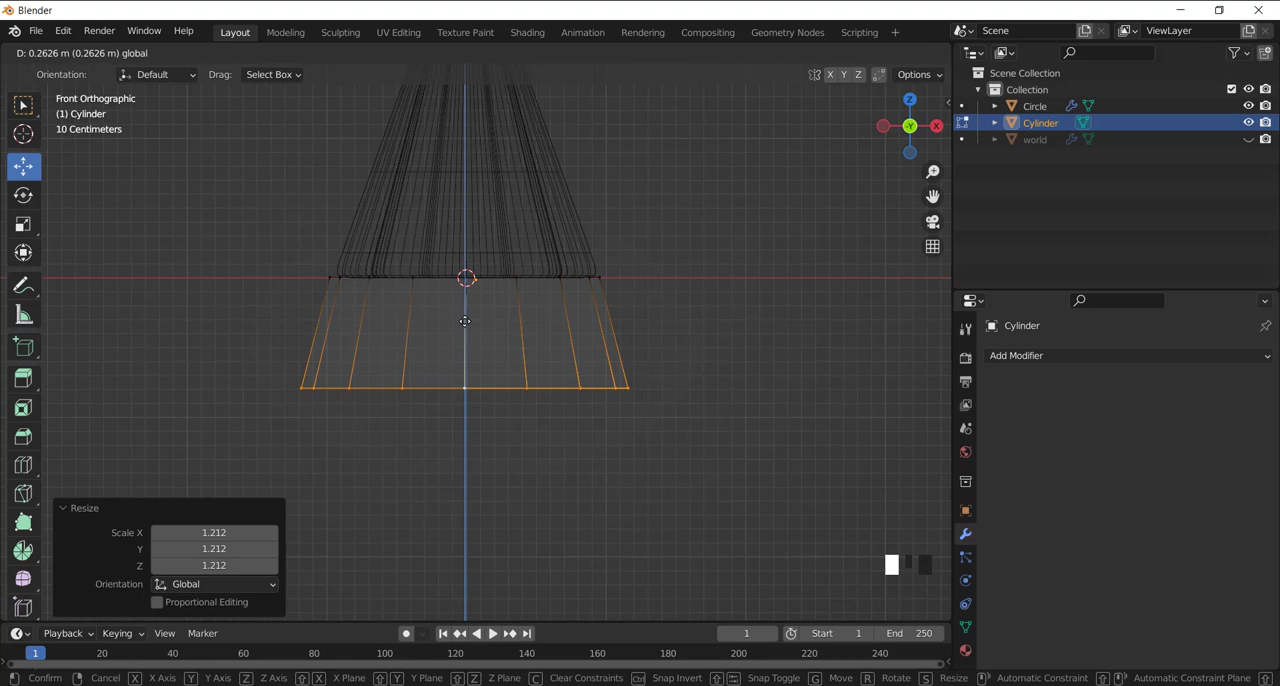 Blender
File Edit Render Window Help Layout Modeling Sculpting UV Editing Texture Paint Shading Animation Rendering Compositing Geometry Nodes Scripting + Scene ViewLayer
D: 0.2626 m (0.2626 m) global
Orientation: Default Drag: Select Box X Y Z Options
Scene Collection
Collection
Circle
Cylinder
world
Front Orthographic
(1) Cylinder
10 Centimeters
Z
-Y
X
Cylinder
Add Modifier
Resize
Scale X 1.212
Y 1.212
Z 1.212
Orientation Global
Proportional Editing
Playback Keying View Marker 1 Start 1 End 250
1 20 40 60 80 100 120 140 160 180 200 220 240
Confirm Cancel X X Axis Y Y Axis Z Z Axis X X Plane Y Y Plane Z Z Plane C Clear Constraints Ctrl Snap Invert Snap Toggle G Move R Rotate S Resize Automatic Constraint Automatic Constraint Plane